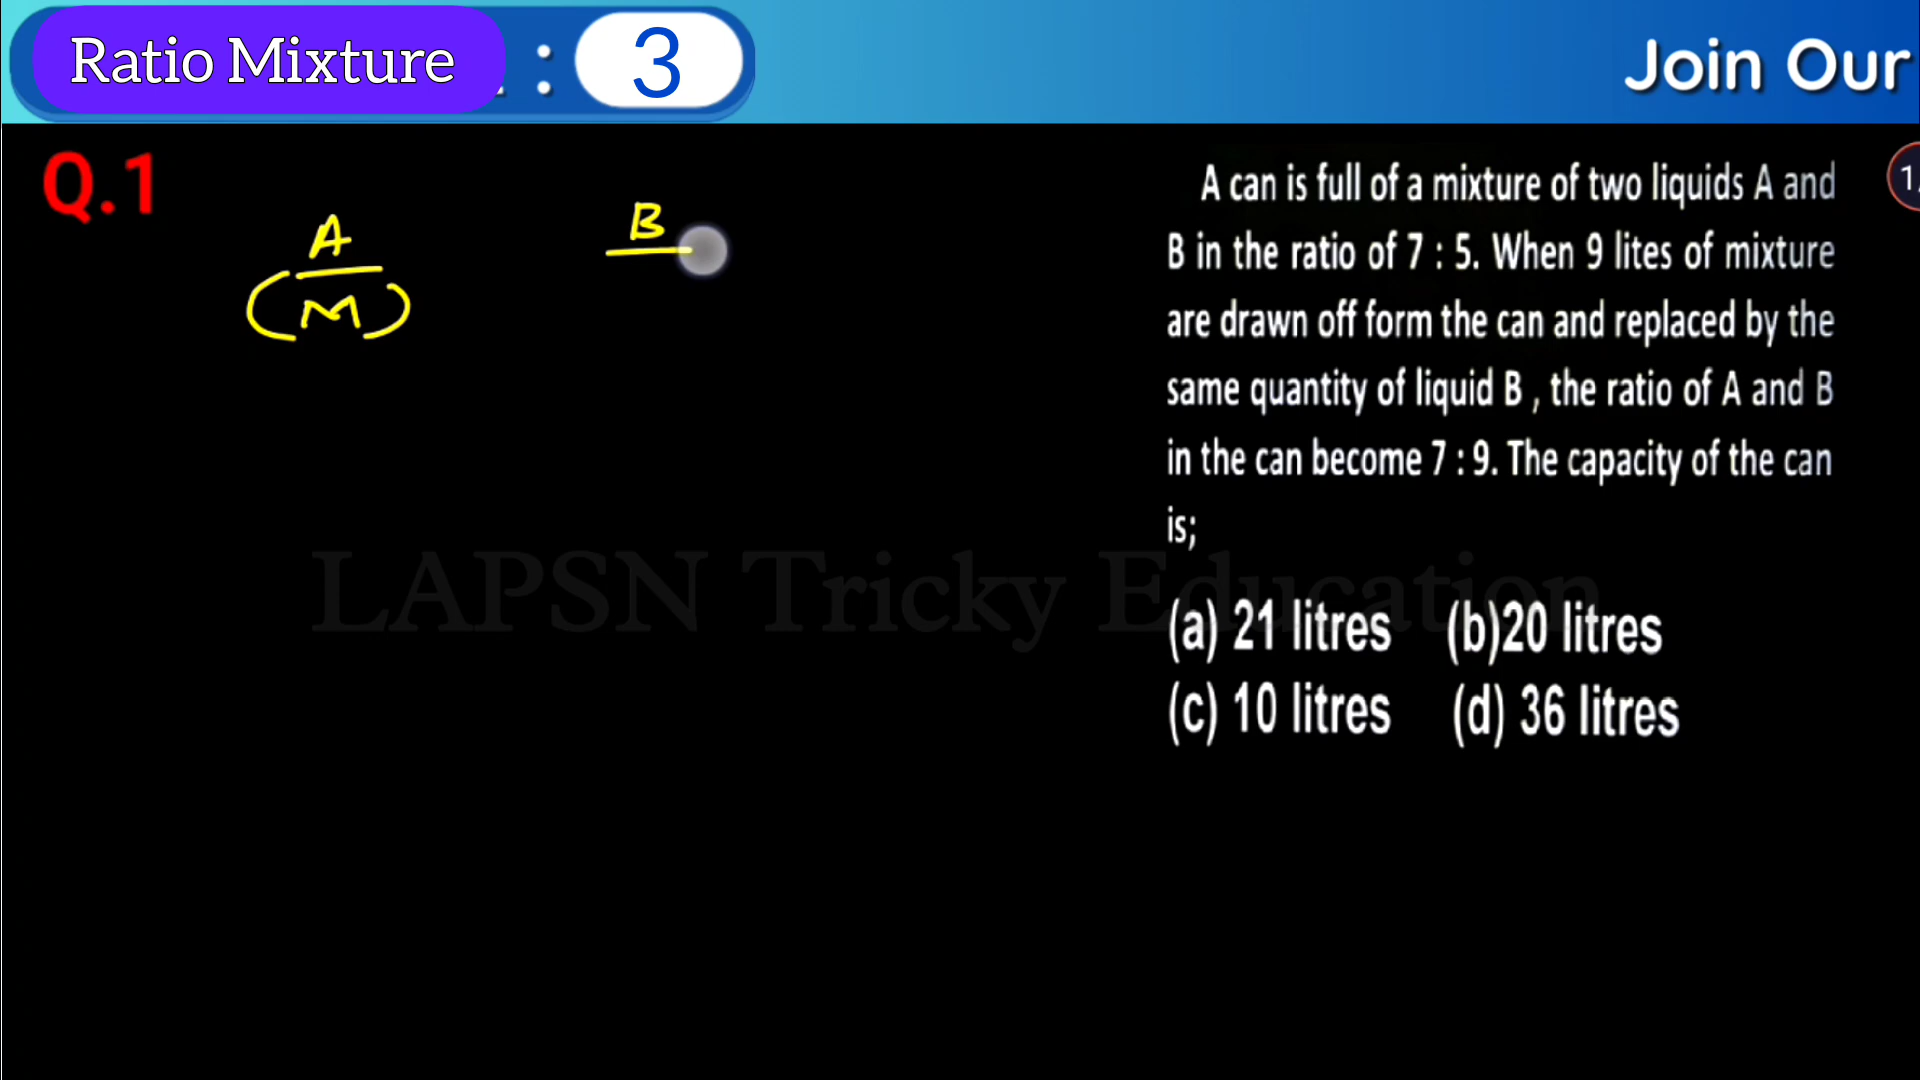 Ratio Mixture : 3
Join Our
Q.1
A
(M)
B
A can is full of a mixture of two liquids A and
B in the ratio of 7 : 5. When 9 lites of mixture
are drawn off form the can and replaced by the
same quantity of liquid B , the ratio of A and B
in the can become 7 : 9. The capacity of the can
is;
(a) 21 litres (b)20 litres
(c) 10 litres (d) 36 litres
LAPSN Tricky Education